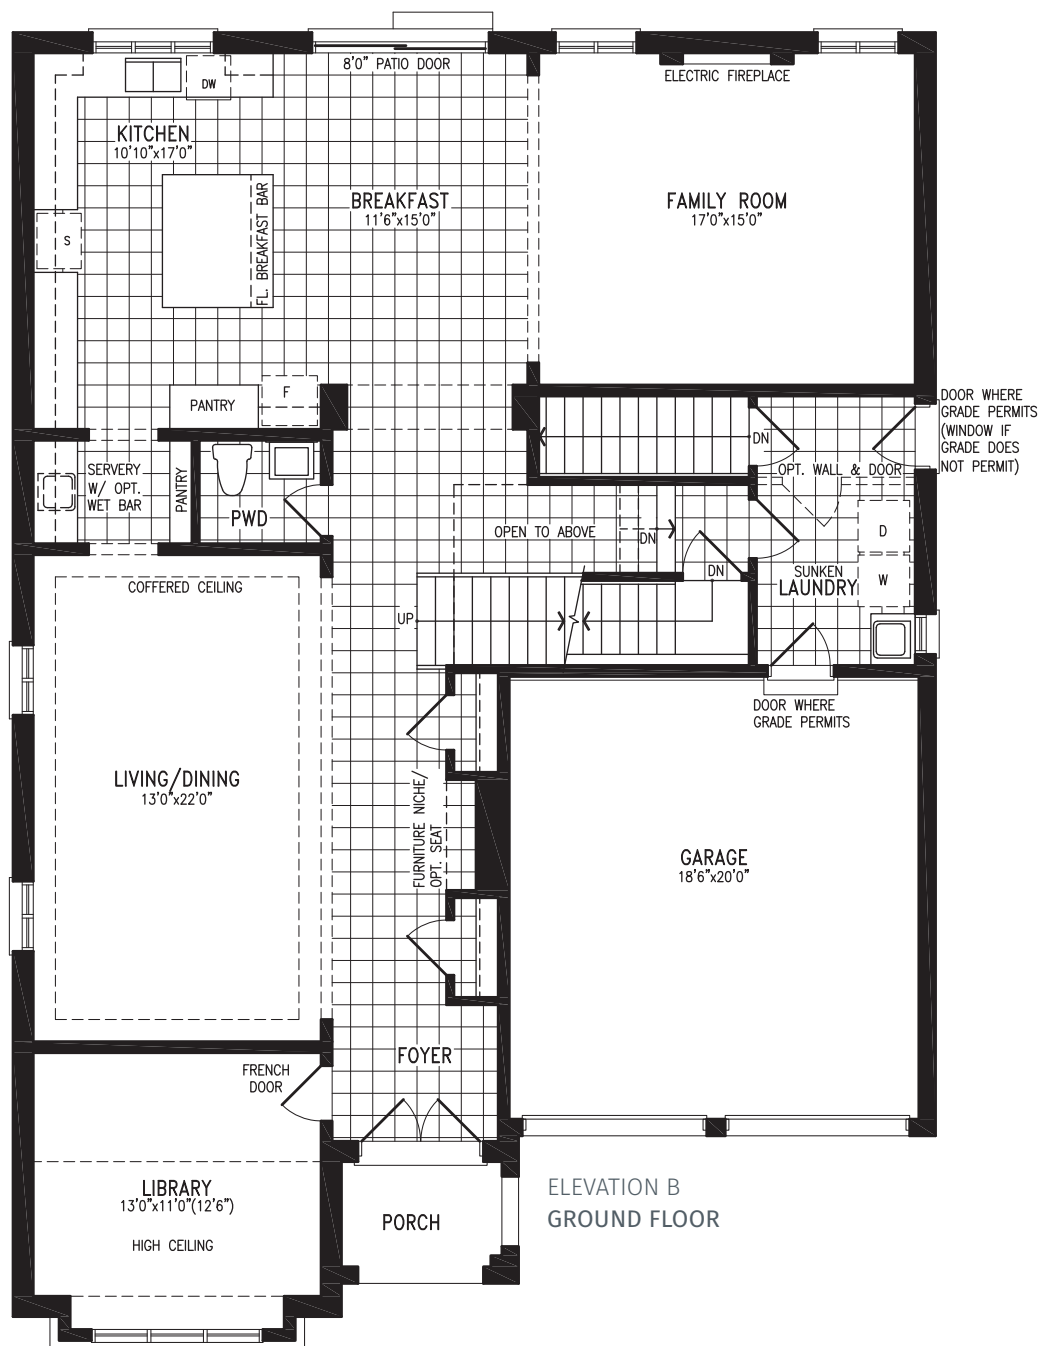 8'0" PATIO DOOR
ELECTRIC FIREPLACE
DW
KITCHEN
10'10"x17'0"
BREAKFAST
11'6"x15'0"
FAMILY ROOM
17'0"x15'0"
S
FL. BREAKFAST BAR
PANTRY
F
DOOR WHERE
GRADE PERMITS
(WINDOW IF
GRADE DOES
NOT PERMIT)
DN
OPT. WALL & DOOR
SERVERY
W/ OPT.
WET BAR
PANTRY
PWD
OPEN TO ABOVE
DN
D
DN
SUNKEN
LAUNDRY
W
COFFERED CEILING
UP
DOOR WHERE
GRADE PERMITS
LIVING/DINING
13'0"x22'0"
FURNITURE NICHE/
OPT. SEAT
GARAGE
18'6"x20'0"
FOYER
FRENCH
DOOR
LIBRARY
13'0"x11'0"(12'6")
HIGH CEILING
PORCH
ELEVATION B
GROUND FLOOR